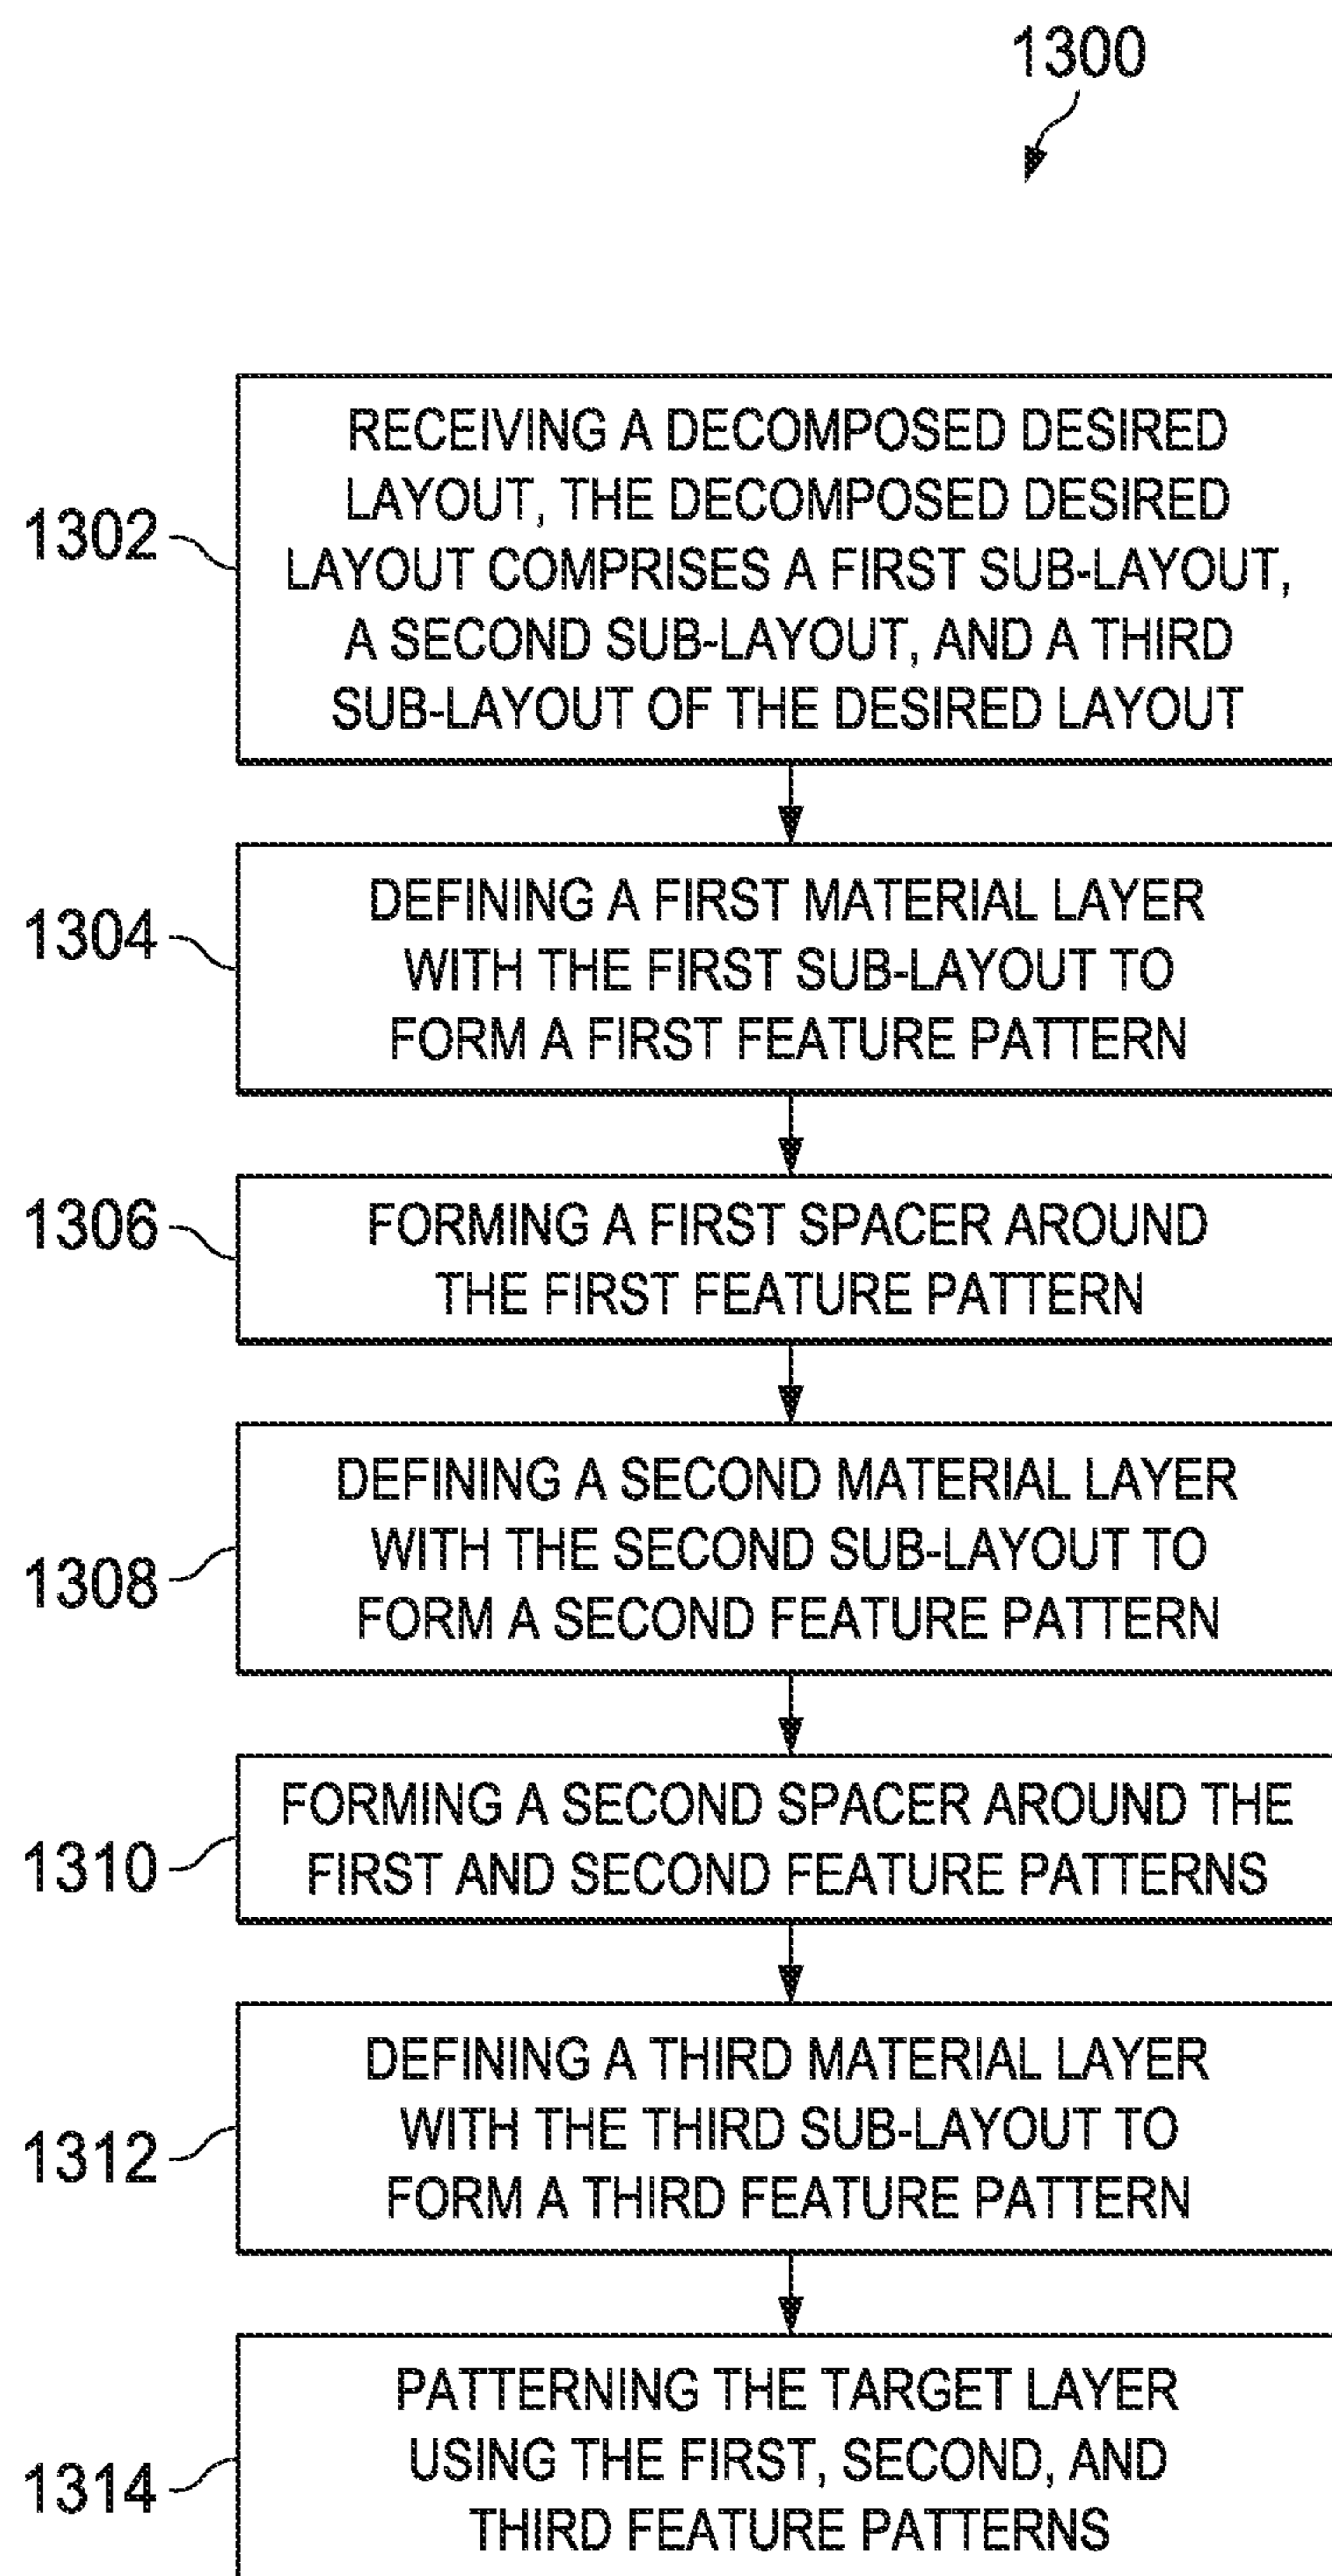 1300
1302
RECEIVING A DECOMPOSED DESIRED
LAYOUT, THE DECOMPOSED DESIRED
LAYOUT COMPRISES A FIRST SUB-LAYOUT,
A SECOND SUB-LAYOUT, AND A THIRD
SUB-LAYOUT OF THE DESIRED LAYOUT
1304
DEFINING A FIRST MATERIAL LAYER
WITH THE FIRST SUB-LAYOUT TO
FORM A FIRST FEATURE PATTERN
1306
FORMING A FIRST SPACER AROUND
THE FIRST FEATURE PATTERN
1308
DEFINING A SECOND MATERIAL LAYER
WITH THE SECOND SUB-LAYOUT TO
FORM A SECOND FEATURE PATTERN
1310
FORMING A SECOND SPACER AROUND THE
FIRST AND SECOND FEATURE PATTERNS
1312
DEFINING A THIRD MATERIAL LAYER
WITH THE THIRD SUB-LAYOUT TO
FORM A THIRD FEATURE PATTERN
1314
PATTERNING THE TARGET LAYER
USING THE FIRST, SECOND, AND
THIRD FEATURE PATTERNS